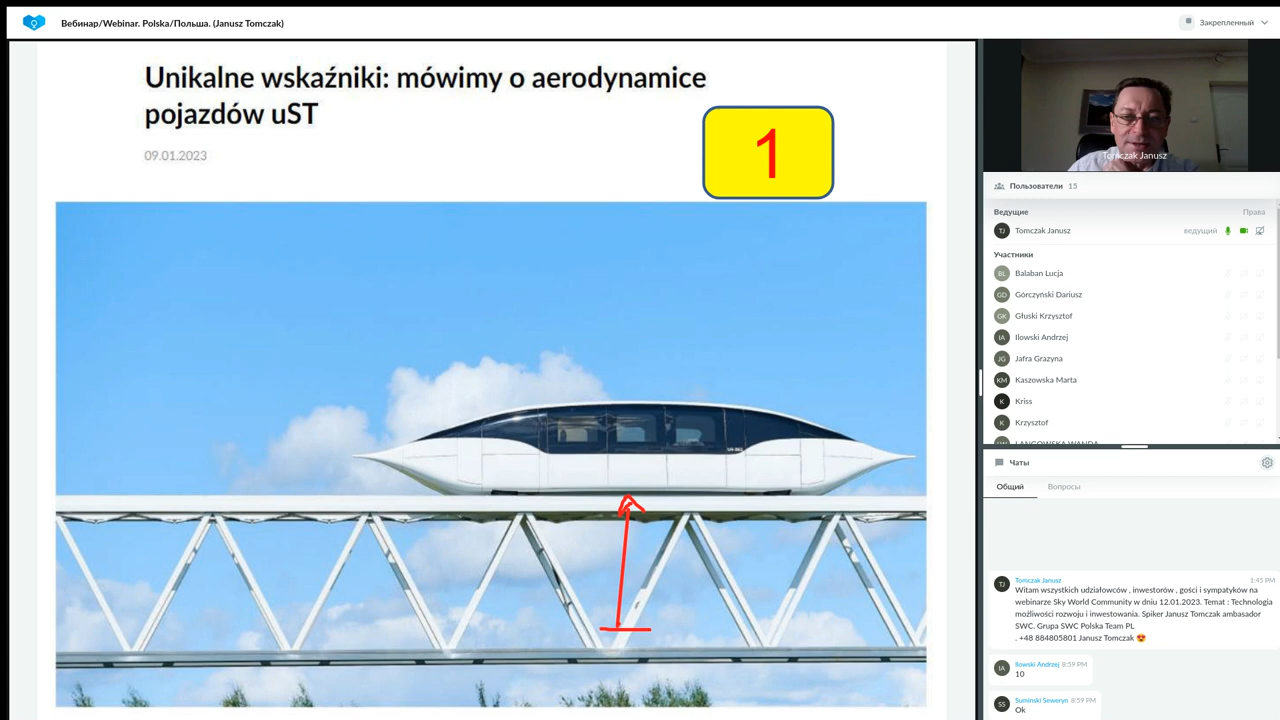 Вебинар/Webinar. Polska/Польша. (Janusz Tomczak)
Закрепленный
Unikalne wskaźniki: mówimy o aerodynamice
pojazdów uST
09.01.2023
1
Tomczak Janusz
Пользователи 15
Ведущие
Права
TJ Tomczak Janusz ведущий
Участники
BL Balaban Lucja
GD Górczyński Dariusz
GK Głuski Krzysztof
IA Ilowski Andrzej
JG Jafra Grazyna
KM Kaszowska Marta
K Kriss
K Krzysztof
Чаты
Общий Вопросы
TJ Tomczak Janusz 1:45 PM
Witam wszystkich udziałowców , inwestorów , gości i sympatyków na
webinarze Sky World Community w dniu 12.01.2023. Temat : Technologia
możliwości rozwoju i inwestowania. Spiker Janusz Tomczak ambasador
SWC. Grupa SWC Polska Team PL
. +48 884805801 Janusz Tomczak 😍
IA Ilowski Andrzej 8:59 PM
10
SS Suminski Seweryn 8:59 PM
Ok